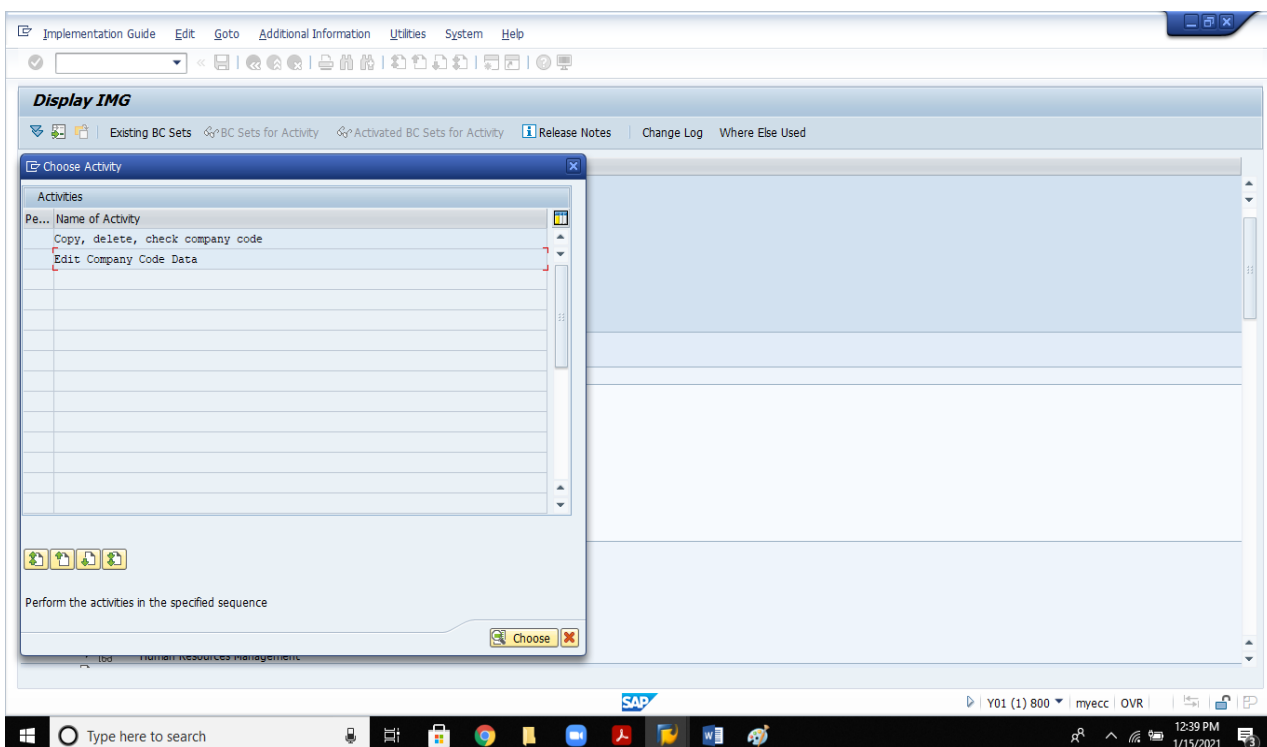 Implementation Guide Edit Goto Additional Information Utilities System Help
Display IMG
Existing BC Sets BC Sets for Activity Activated BC Sets for Activity Release Notes Change Log Where Else Used
Choose Activity
Activities
Pe... Name of Activity
Copy, delete, check company code
Edit Company Code Data
Perform the activities in the specified sequence
Choose
Human Resources Management
SAP
Y01 (1) 800 myecc OVR
Type here to search
12:39 PM
1/15/2021